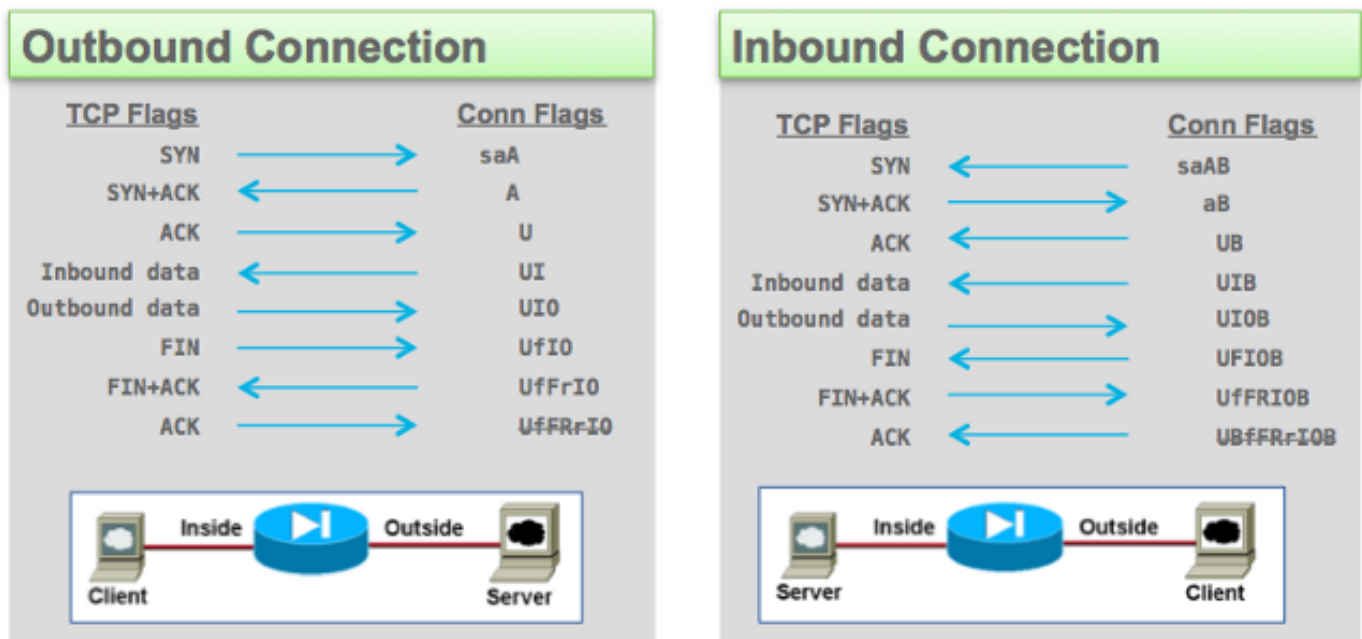 Outbound Connection
TCP Flags Conn Flags
SYN saA
SYN+ACK A
ACK U
Inbound data UI
Outbound data UIO
FIN UfIO
FIN+ACK UfFrIO
ACK UfFRrIO
Inside Outside
Client Server
Inbound Connection
TCP Flags Conn Flags
SYN saAB
SYN+ACK aB
ACK UB
Inbound data UIB
Outbound data UIOB
FIN UFIOB
FIN+ACK UfFRIOB
ACK UBfFRrIOB
Inside Outside
Server Client